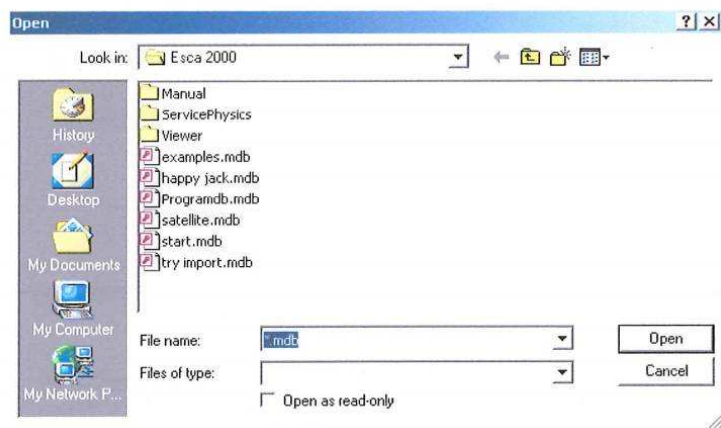 Open
Look in: Esca 2000
History
Desktop
My Documents
My Computer
My Network P...
Manual
ServicePhysics
Viewer
examples.mdb
happy jack.mdb
Programdb.mdb
satellite.mdb
start.mdb
try import.mdb
File name: *.mdb
Open
Files of type:
Cancel
Open as read-only